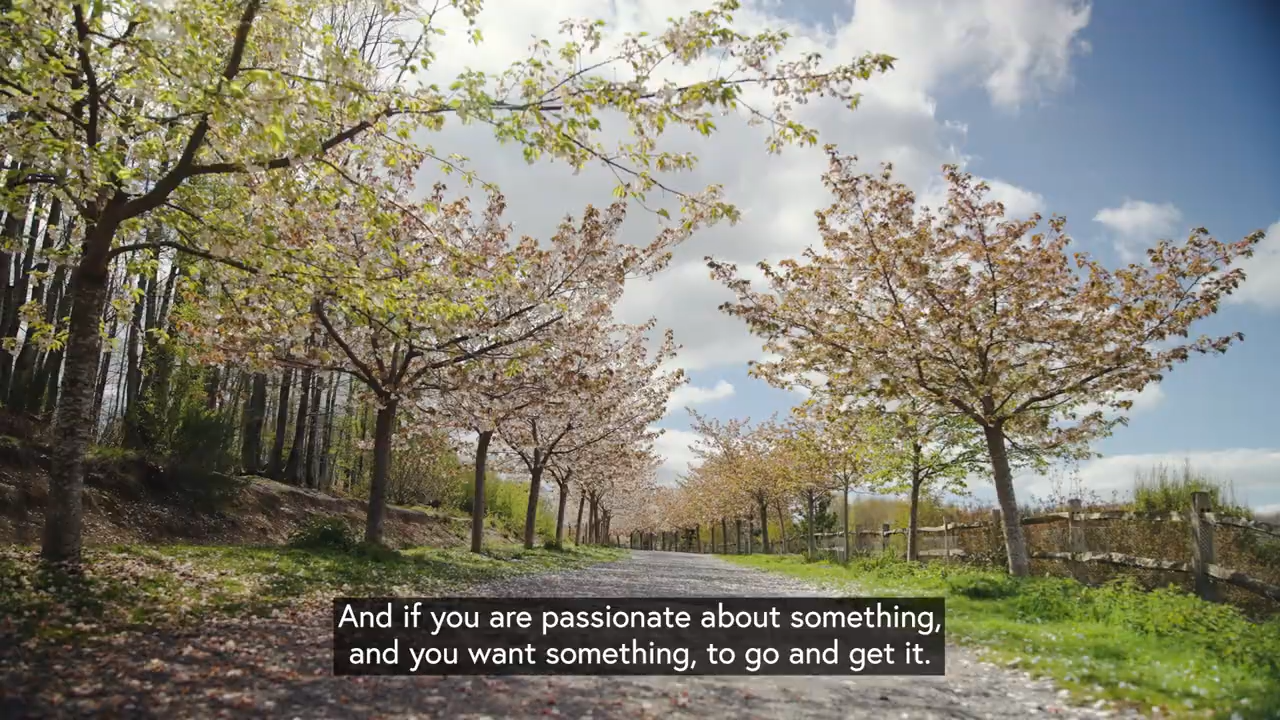 And if you are passionate about something,
and you want something, to go and get it.